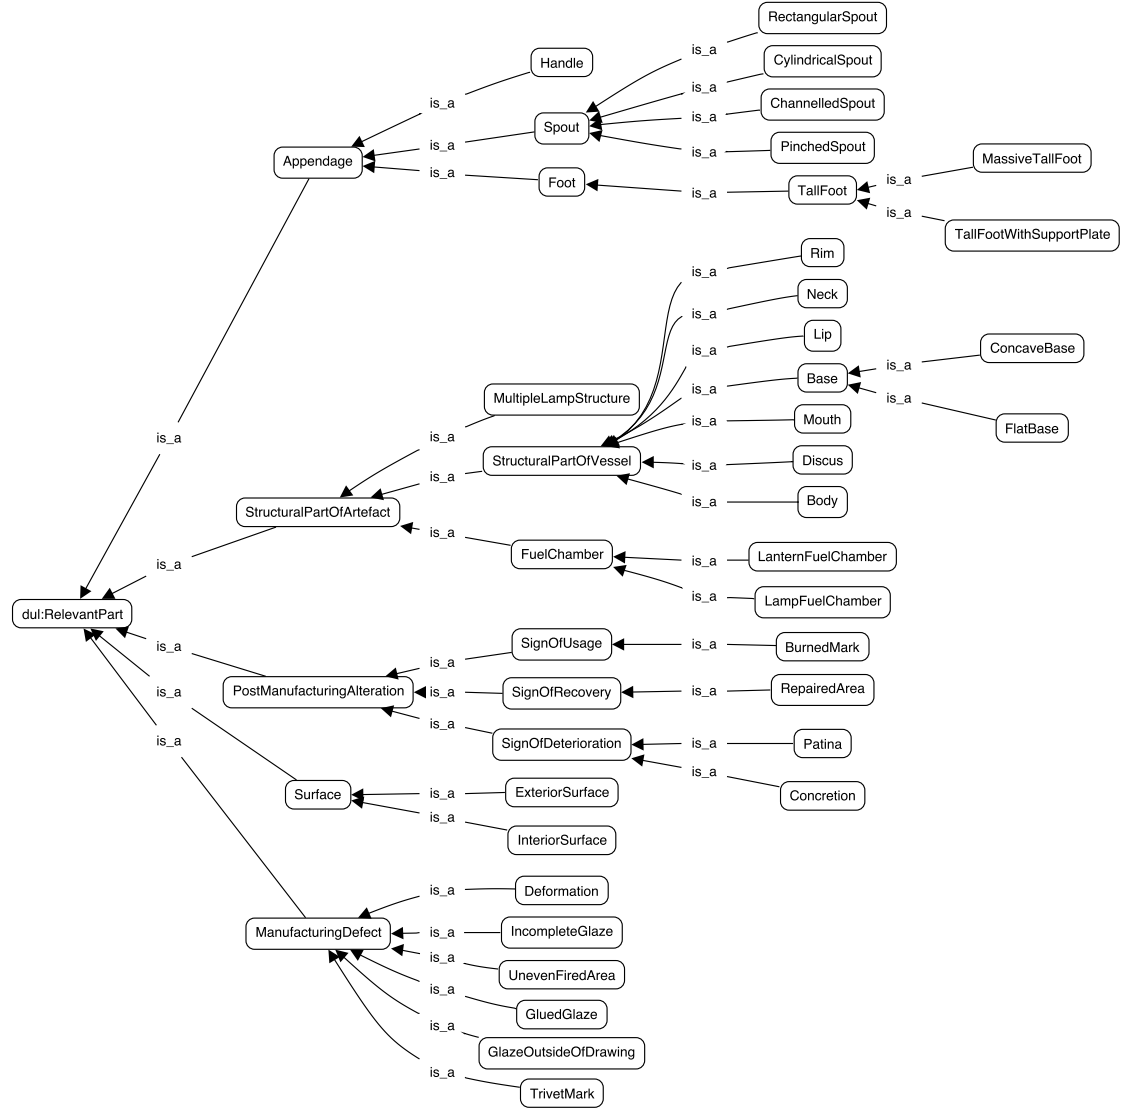 RectangularSpout
is_a
Handle
CylindricalSpout
is_a
is_a
ChannelledSpout
Spout
is_a
is_a
PinchedSpout
is_a
Appendage
is_a
MassiveTallFoot
Foot
is_a
TallFoot
is_a
is_a
TallFootWithSupportPlate
Rim
is_a
Neck
is_a
Lip
is_a
ConcaveBase
is_a
Base
is_a
MultipleLampStructure
is_a
Mouth
is_a
FlatBase
is_a
is_a
StructuralPartOfVessel
is_a
Discus
is_a
Body
is_a
StructuralPartOfArtefact
is_a
FuelChamber
is_a
LanternFuelChamber
is_a
is_a
LampFuelChamber
dul:RelevantPart
is_a
SignOfUsage
is_a
BurnedMark
is_a
is_a
PostManufacturingAlteration
is_a
SignOfRecovery
is_a
RepairedArea
is_a
is_a
SignOfDeterioration
is_a
Patina
is_a
Surface
is_a
ExteriorSurface
Concretion
is_a
InteriorSurface
is_a
Deformation
ManufacturingDefect
is_a
IncompleteGlaze
is_a
UnevenFiredArea
is_a
GluedGlaze
is_a
GlazeOutsideOfDrawing
is_a
TrivetMark